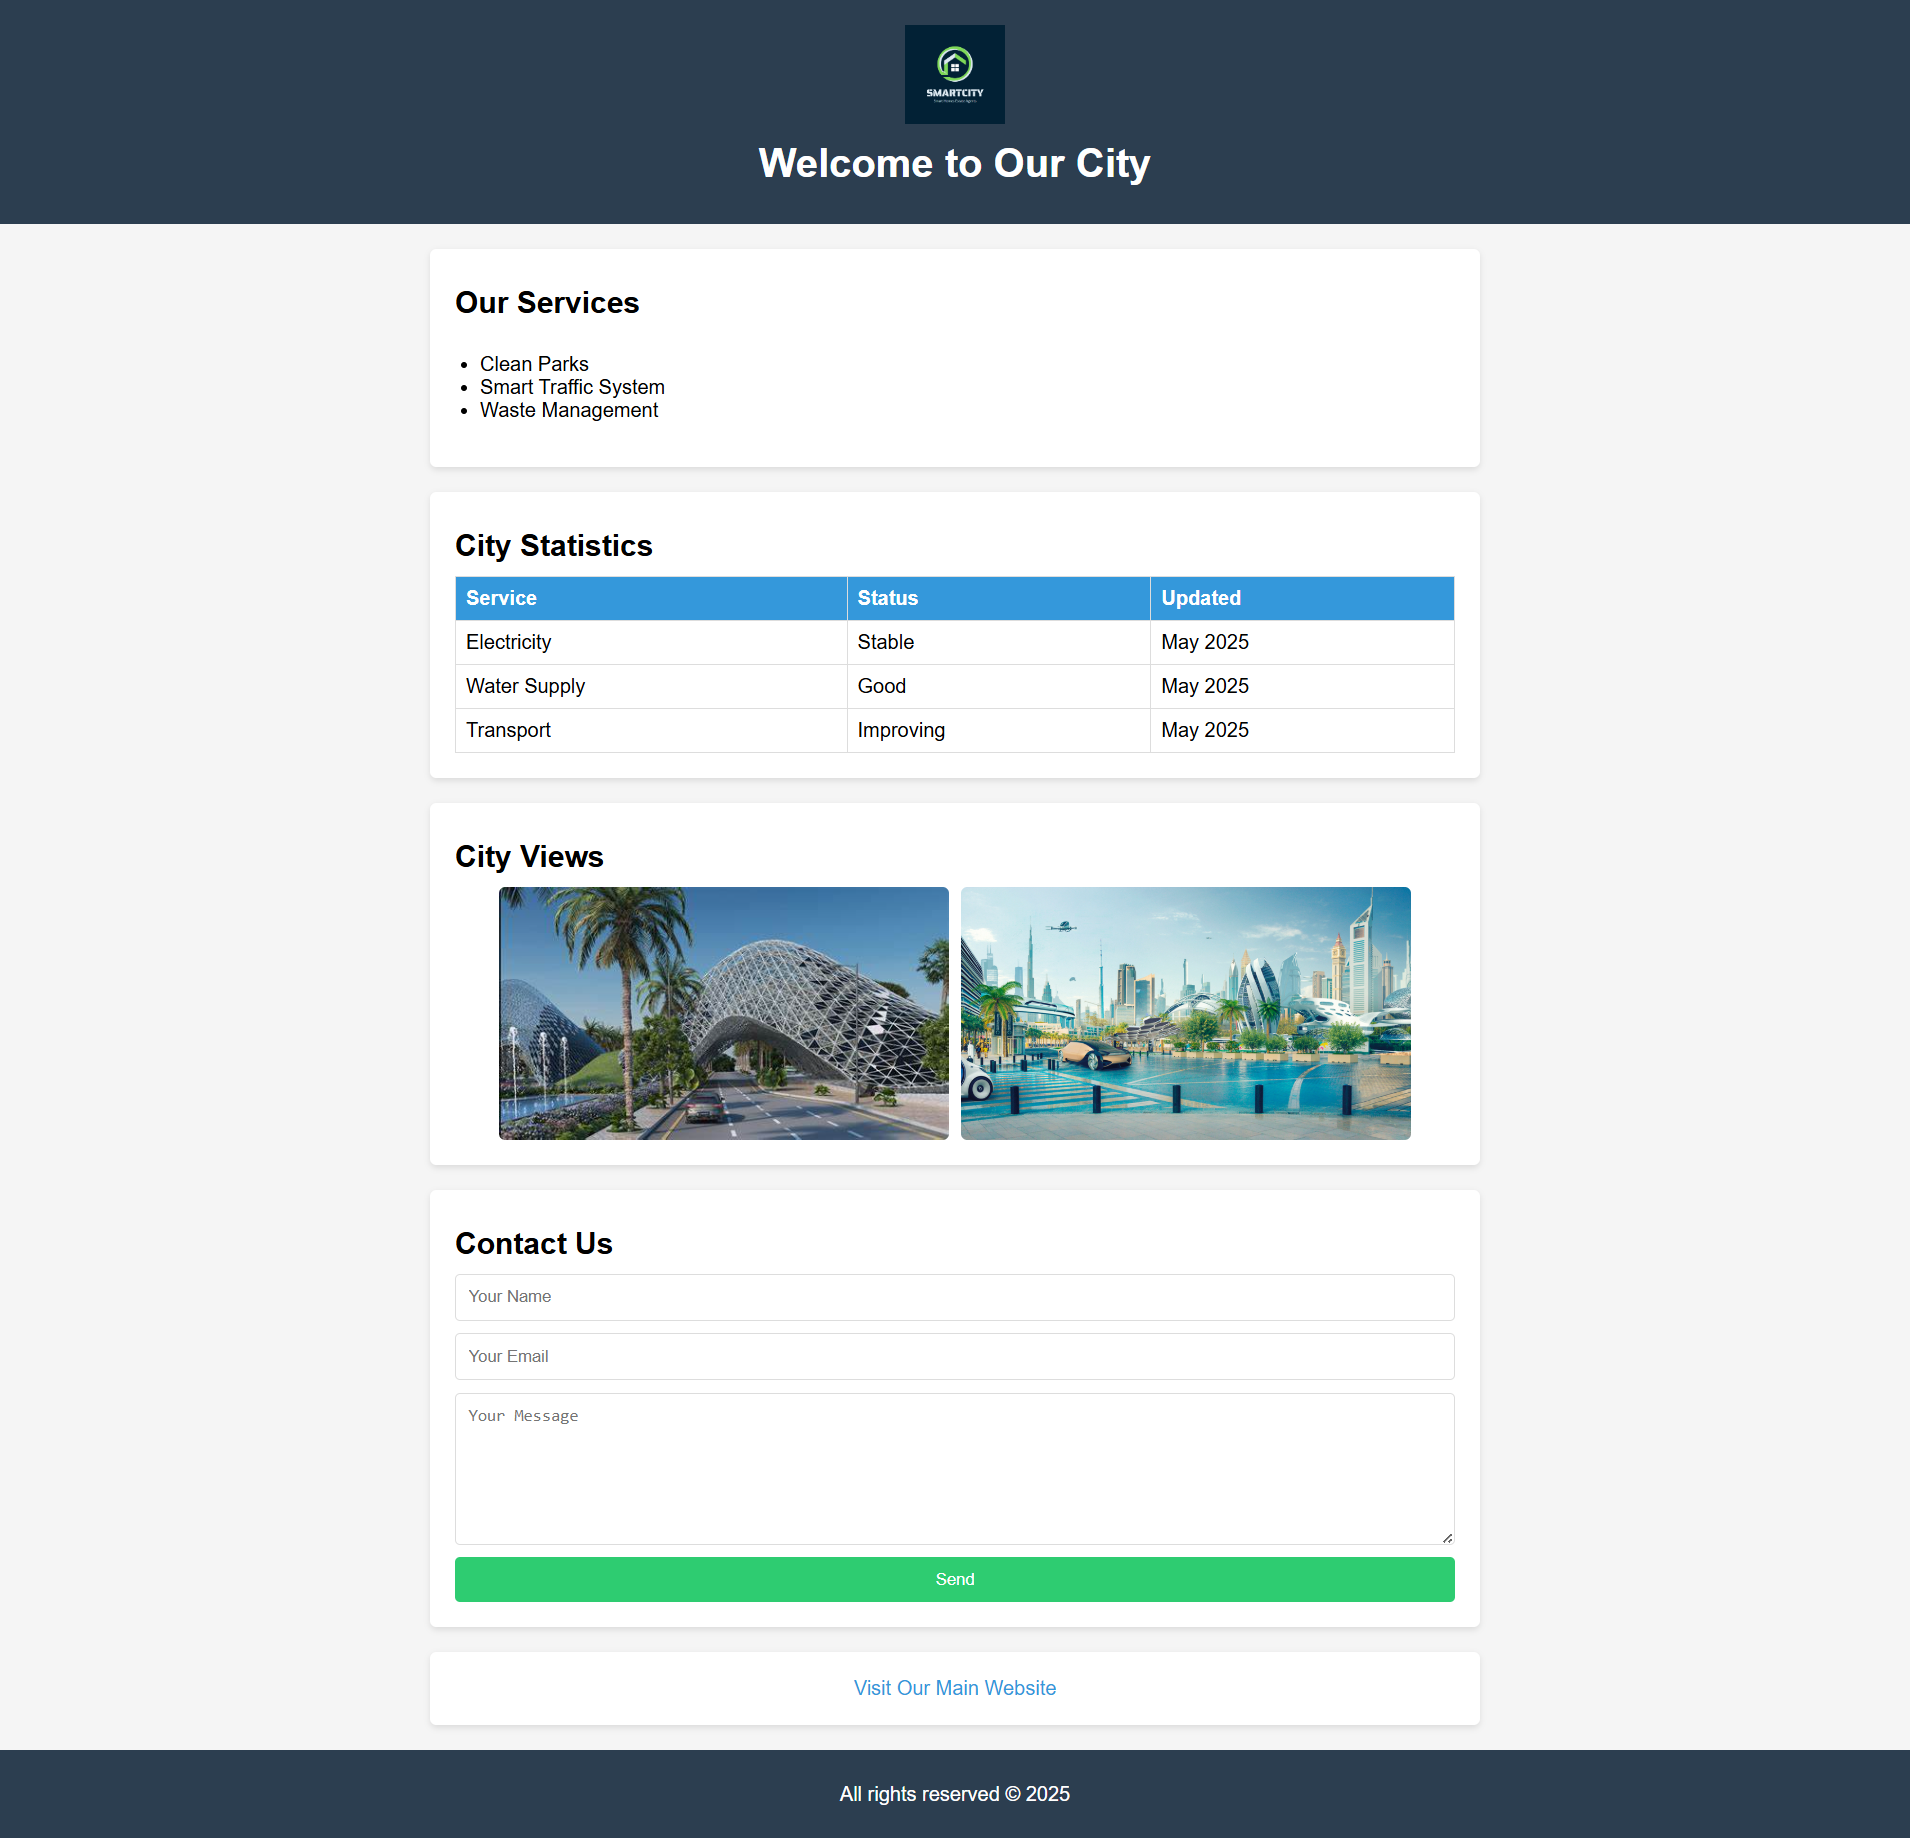 SMARTCITY
Welcome to Our City
Our Services
Clean Parks
Smart Traffic System
Waste Management
City Statistics
Service Status Updated
Electricity Stable May 2025
Water Supply Good May 2025
Transport Improving May 2025
City Views
Contact Us
Your Name
Your Email
Your Message
Send
Visit Our Main Website
All rights reserved © 2025